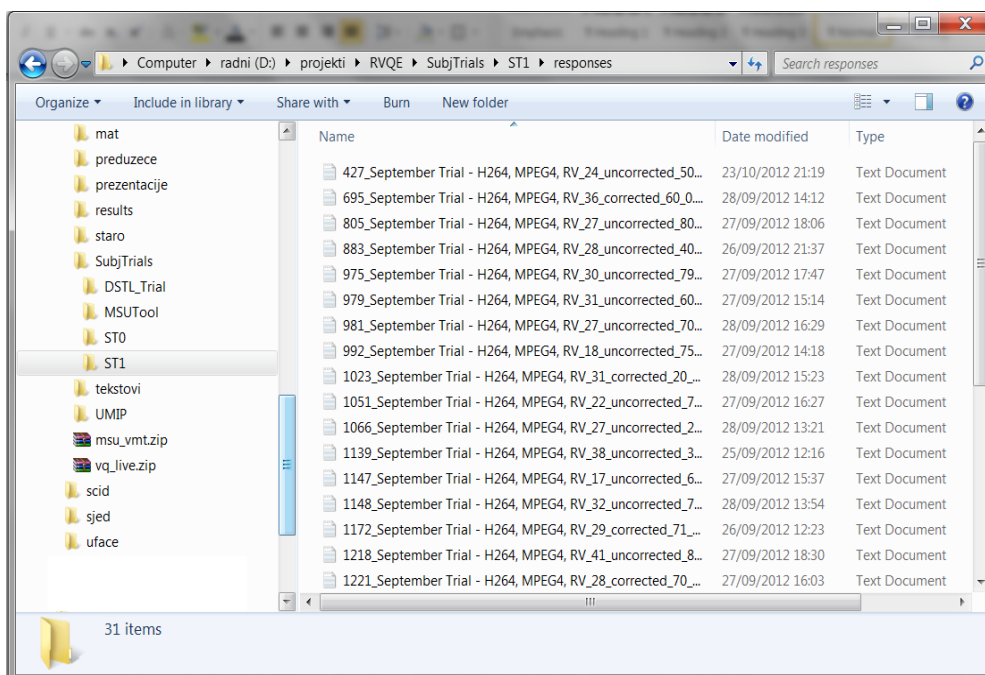 Computer ▸ radni (D:) ▸ projekti ▸ RVQE ▸ SubjTrials ▸ ST1 ▸ responses
Search responses
Organize Include in library Share with Burn New folder
mat
preduzece
prezentacije
results
staro
SubjTrials
DSTL_Trial
MSUTool
ST0
ST1
tekstovi
UMIP
msu_vmt.zip
vq_live.zip
scid
sjed
uface
Name Date modified Type
427_September Trial - H264, MPEG4, RV_24_uncorrected_50... 23/10/2012 21:19 Text Document
695_September Trial - H264, MPEG4, RV_36_corrected_60_0.... 28/09/2012 14:12 Text Document
805_September Trial - H264, MPEG4, RV_27_uncorrected_80... 27/09/2012 18:06 Text Document
883_September Trial - H264, MPEG4, RV_28_uncorrected_40... 26/09/2012 21:37 Text Document
975_September Trial - H264, MPEG4, RV_30_uncorrected_79... 27/09/2012 17:47 Text Document
979_September Trial - H264, MPEG4, RV_31_uncorrected_60... 27/09/2012 15:14 Text Document
981_September Trial - H264, MPEG4, RV_27_uncorrected_70... 28/09/2012 16:29 Text Document
992_September Trial - H264, MPEG4, RV_18_uncorrected_75... 27/09/2012 14:18 Text Document
1023_September Trial - H264, MPEG4, RV_31_corrected_20_... 28/09/2012 15:23 Text Document
1051_September Trial - H264, MPEG4, RV_22_uncorrected_7... 27/09/2012 16:27 Text Document
1066_September Trial - H264, MPEG4, RV_27_uncorrected_2... 28/09/2012 13:21 Text Document
1139_September Trial - H264, MPEG4, RV_38_uncorrected_3... 25/09/2012 12:16 Text Document
1147_September Trial - H264, MPEG4, RV_17_uncorrected_6... 27/09/2012 15:37 Text Document
1148_September Trial - H264, MPEG4, RV_32_uncorrected_7... 28/09/2012 13:54 Text Document
1172_September Trial - H264, MPEG4, RV_29_corrected_71_... 26/09/2012 12:23 Text Document
1218_September Trial - H264, MPEG4, RV_41_uncorrected_8... 27/09/2012 18:30 Text Document
1221_September Trial - H264, MPEG4, RV_28_corrected_70_... 27/09/2012 16:03 Text Document
31 items